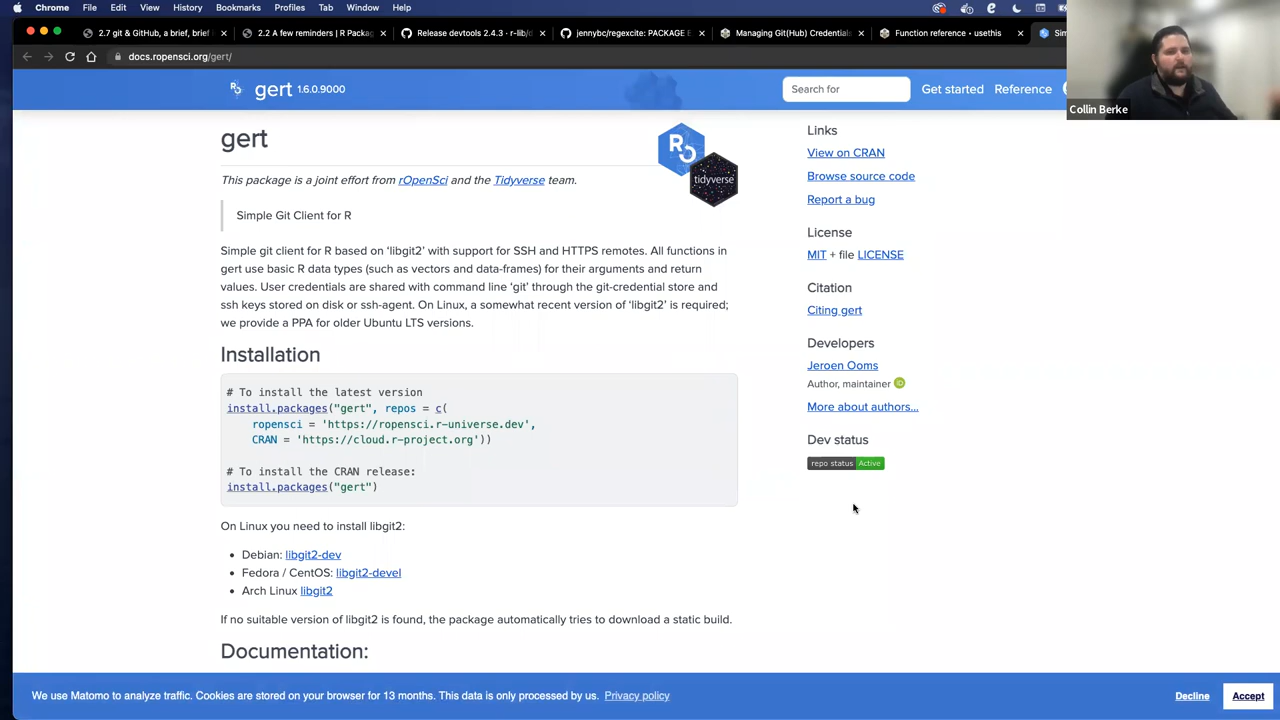 Chrome File Edit View History Bookmarks Profiles Tab Window Help
2.7 git & GitHub, a brief, brief
2.2 A few reminders | R Packag
Release devtools 2.4.3 · r-lib/d
jennybc/regexcite: PACKAGE E
Managing Git(Hub) Credentials
Function reference • usethis
docs.ropensci.org/gert/
gert 1.6.0.9000
Search for
Get started
Reference
Collin Berke
gert
This package is a joint effort from rOpenSci and the Tidyverse team.
Simple Git Client for R
Simple git client for R based on ‘libgit2’ with support for SSH and HTTPS remotes. All functions in
gert use basic R data types (such as vectors and data-frames) for their arguments and return
values. User credentials are shared with command line ‘git’ through the git-credential store and
ssh keys stored on disk or ssh-agent. On Linux, a somewhat recent version of ‘libgit2’ is required;
we provide a PPA for older Ubuntu LTS versions.
tidyverse
Installation
# To install the latest version
install.packages("gert", repos = c(
ropensci = 'https://ropensci.r-universe.dev',
CRAN = 'https://cloud.r-project.org'))
# To install the CRAN release:
install.packages("gert")
On Linux you need to install libgit2:
• Debian: libgit2-dev
• Fedora / CentOS: libgit2-devel
• Arch Linux libgit2
If no suitable version of libgit2 is found, the package automatically tries to download a static build.
Documentation:
Links
View on CRAN
Browse source code
Report a bug
License
MIT + file LICENSE
Citation
Citing gert
Developers
Jeroen Ooms
Author, maintainer
More about authors...
Dev status
repo status Active
We use Matomo to analyze traffic. Cookies are stored on your browser for 13 months. This data is only processed by us. Privacy policy
Decline
Accept